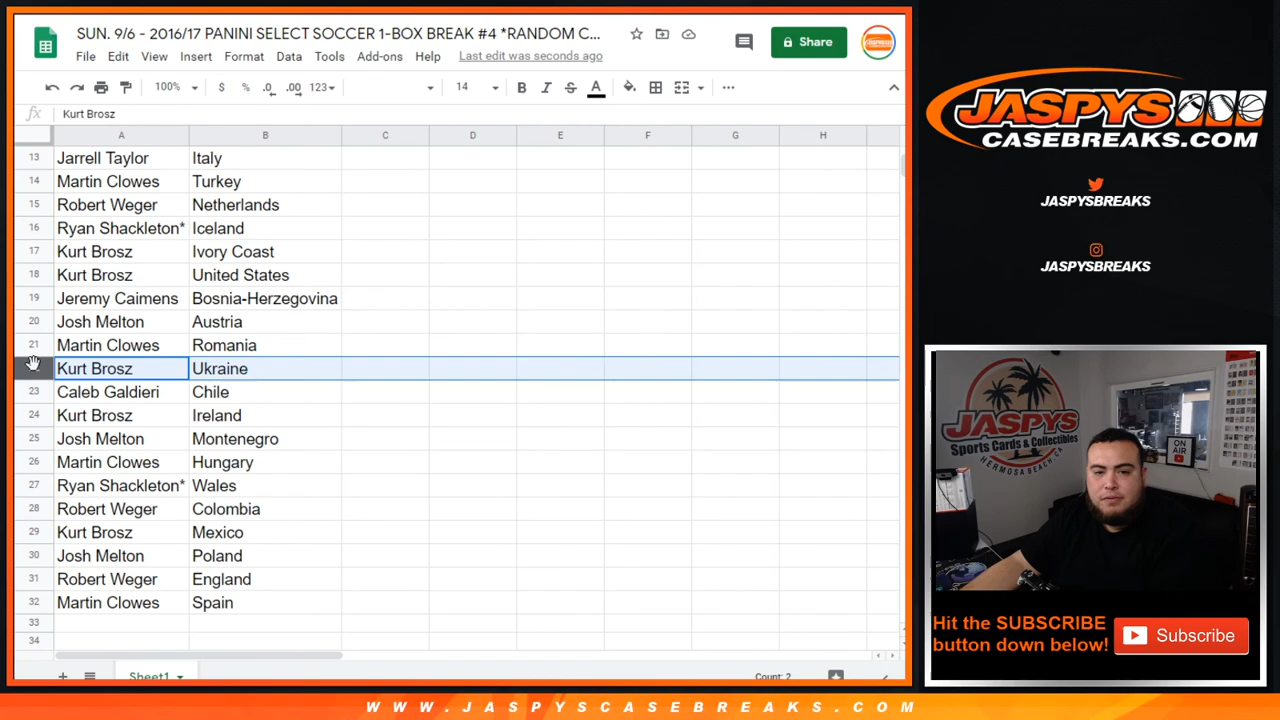 SUN. 9/6 - 2016/17 PANINI SELECT SOCCER 1-BOX BREAK #4 *RANDOM C...
File Edit View Insert Format Data Tools Add-ons Help Last edit was seconds ago
Share
100% $ % .0 .00 123 14 B I S A
fx Kurt Brosz
A B C D E F G H
13 Jarrell Taylor Italy
14 Martin Clowes Turkey
15 Robert Weger Netherlands
16 Ryan Shackleton* Iceland
17 Kurt Brosz Ivory Coast
18 Kurt Brosz United States
19 Jeremy Caimens Bosnia-Herzegovina
20 Josh Melton Austria
21 Martin Clowes Romania
Kurt Brosz Ukraine
23 Caleb Galdieri Chile
24 Kurt Brosz Ireland
25 Josh Melton Montenegro
26 Martin Clowes Hungary
27 Ryan Shackleton* Wales
28 Robert Weger Colombia
29 Kurt Brosz Mexico
30 Josh Melton Poland
31 Robert Weger England
32 Martin Clowes Spain
33
34
Sheet1
Count: 2
JASPYS
CASEBREAKS.COM
JASPYSBREAKS
JASPYSBREAKS
JASPYS
Sports Cards & Collectibles
HERMOSA BEACH, CA
ON AIR
Hit the SUBSCRIBE
button down below!
Subscribe
WWW.JASPYSCASEBREAKS.COM